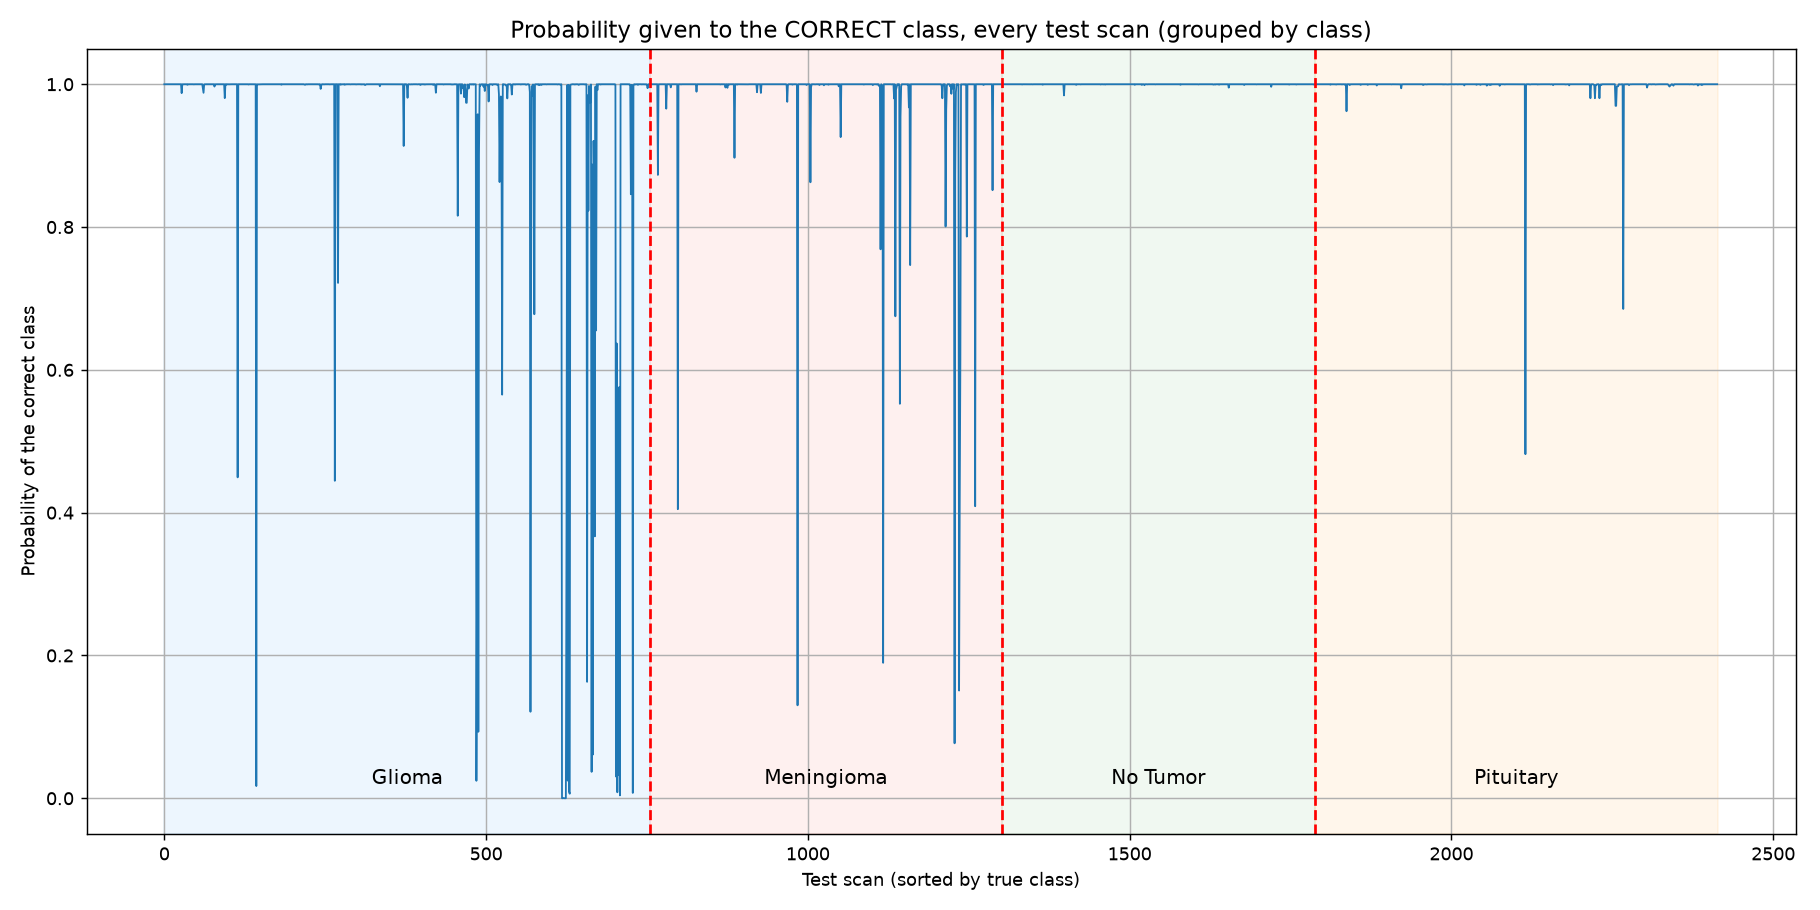 Probability given to the CORRECT class, every test scan (grouped by class)
Probability of the correct class
1.0
0.8
0.6
0.4
0.2
0.0
Glioma
Meningioma
No Tumor
Pituitary
0
500
1000
1500
2000
2500
Test scan (sorted by true class)